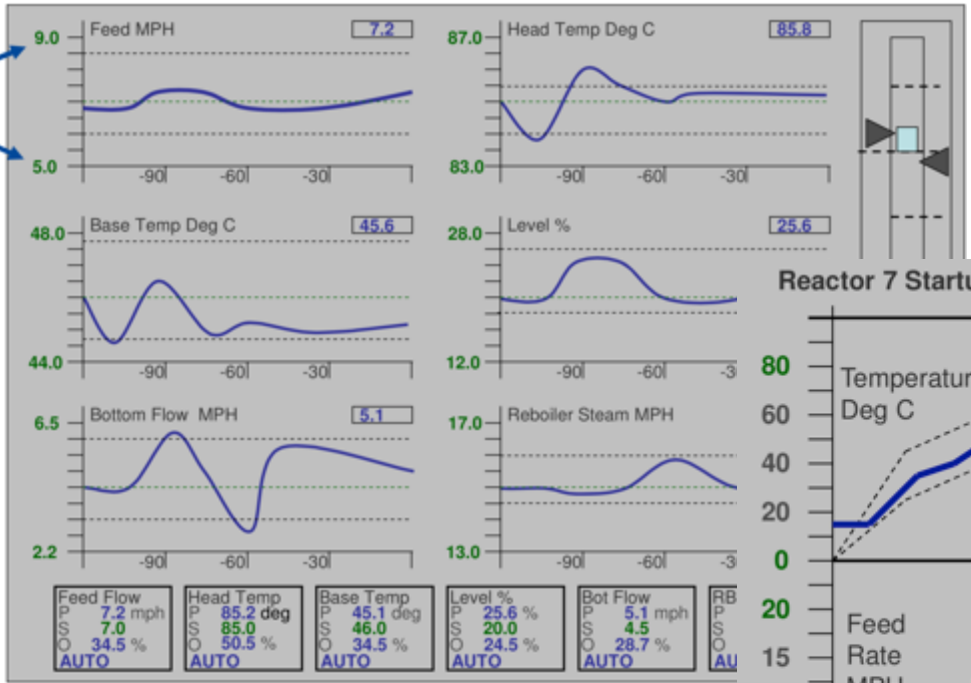 Feed MPH
7.2
9.0
5.0
-90
-60
-30
Head Temp Deg C
85.8
87.0
83.0
-90
-60
-30
Base Temp Deg C
45.6
48.0
44.0
-90
-60
-30
Level %
25.6
28.0
12.0
-90
-60
Bottom Flow MPH
5.1
6.5
2.2
-90
-60
-30
Reboiler Steam MPH
17.0
13.0
-90
-60
Reactor 7 Startu
80
60
40
20
0
Temperatur
Deg C
20
15
Feed
Rate
MPH
Feed Flow
P 7.2 mph
S 7.0
O 34.5 %
AUTO
Head Temp
P 85.2 deg
S 85.0
O 50.5 %
AUTO
Base Temp
P 45.1 deg
S 46.0
O 34.5 %
AUTO
Level %
P 25.6 %
S 20.0
O 24.5 %
AUTO
Bot Flow
P 5.1 mph
S 4.5
O 28.7 %
AUTO
RB
P
S
O
AU